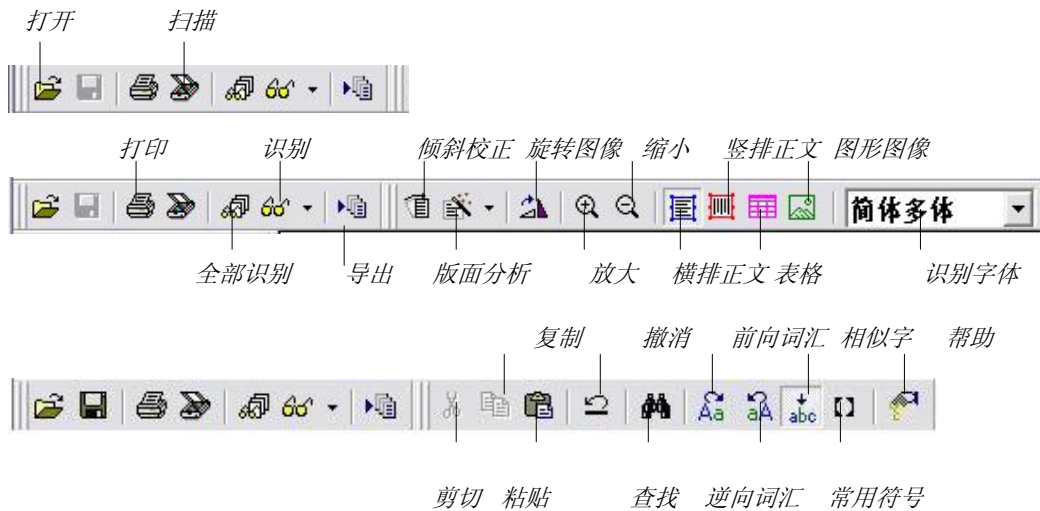 打开 扫描
打印 识别 倾斜校正 旋转图像 缩小 竖排正文 图形图像
简体多体
全部识别 导出 版面分析 放大 横排正文 表格 识别字体
复制 撤消 前向词汇 相似字 帮助
Aa aA abc
剪切 粘贴 查找 逆向词汇 常用符号